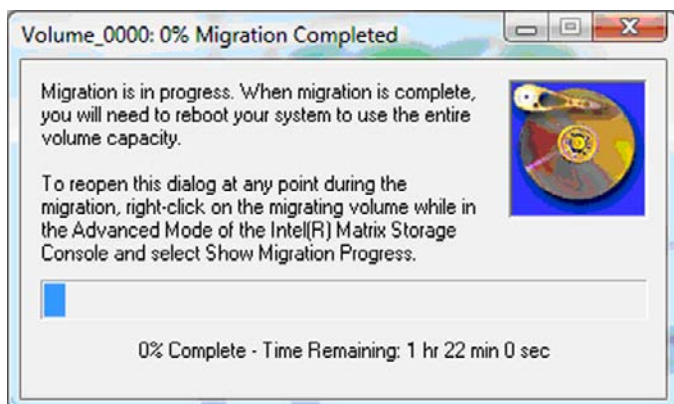 Volume_0000: 0% Migration Completed
Migration is in progress. When migration is complete,
you will need to reboot your system to use the entire
volume capacity.
To reopen this dialog at any point during the
migration, right-click on the migrating volume while in
the Advanced Mode of the Intel(R) Matrix Storage
Console and select Show Migration Progress.
0% Complete - Time Remaining: 1 hr 22 min 0 sec